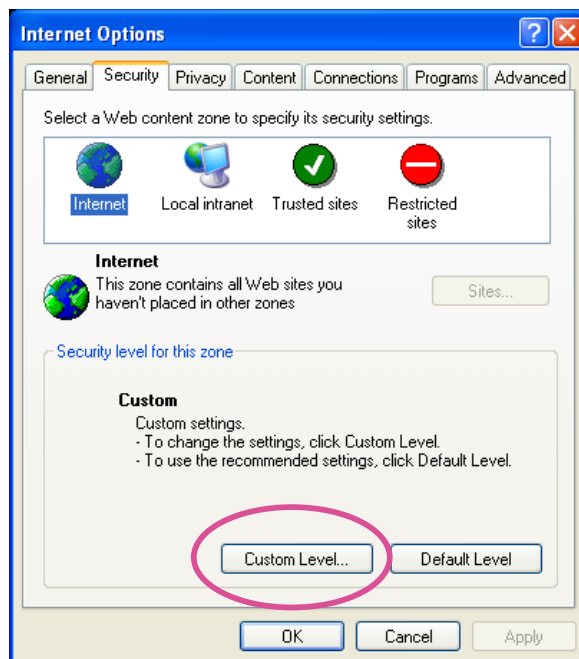 Internet Options
General Security Privacy Content Connections Programs Advanced
Select a Web content zone to specify its security settings.
Internet Local intranet Trusted sites Restricted sites
Internet
This zone contains all Web sites you
haven't placed in other zones
Sites...
Security level for this zone
Custom
Custom settings.
- To change the settings, click Custom Level.
- To use the recommended settings, click Default Level.
Custom Level... Default Level
OK Cancel Apply